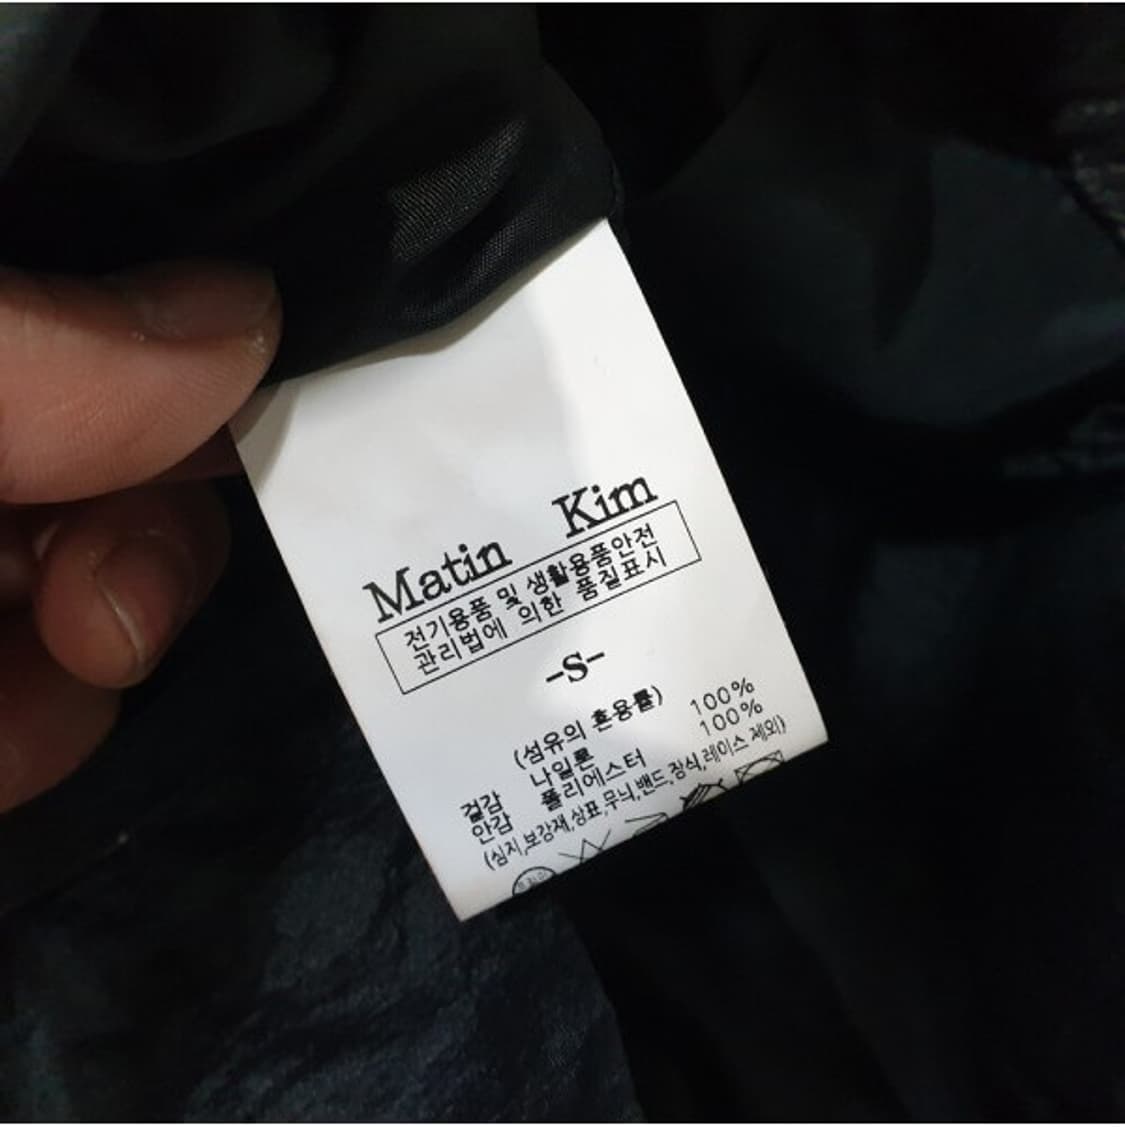 Matin Kim
전기용품 및 생활용품안전
관리법에 의한 품질표시
-S-
(섬유의 혼용률)
겉감 나일론 100%
안감 폴리에스터 100%
(심지,보강재,상표,무늬,밴드,장식,레이스 제외)